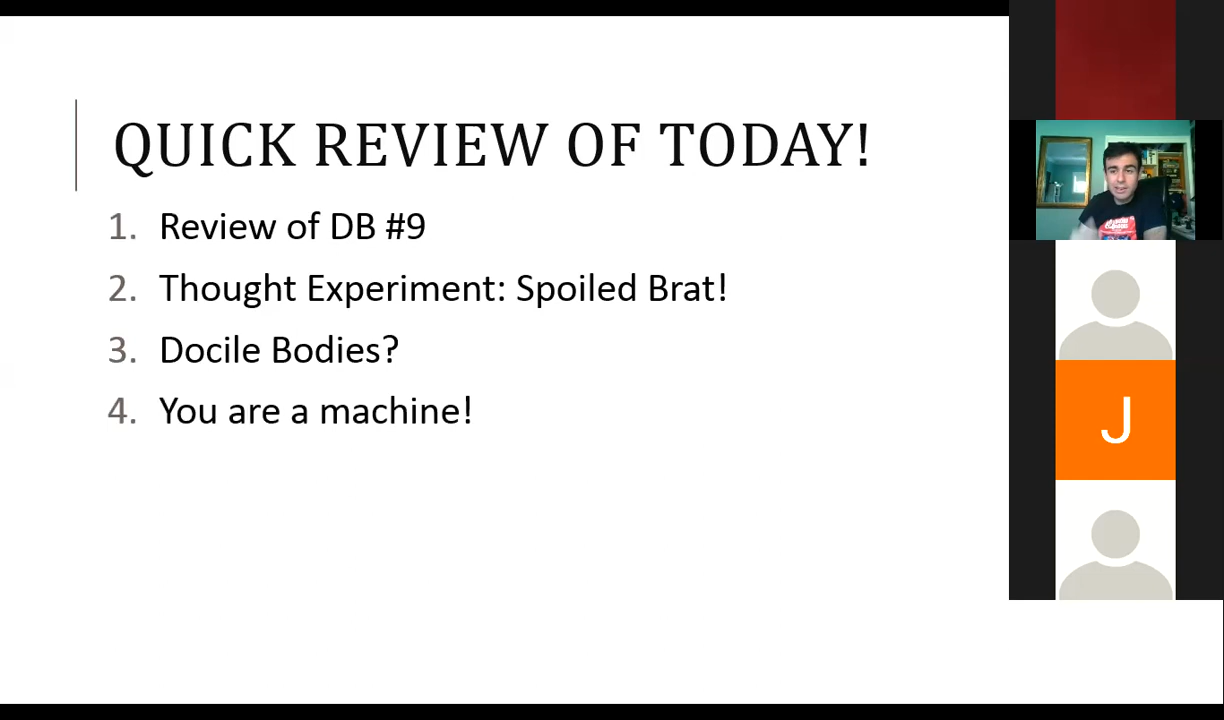 QUICK REVIEW OF TODAY!
1. Review of DB #9
2. Thought Experiment: Spoiled Brat!
3. Docile Bodies?
4. You are a machine!
J